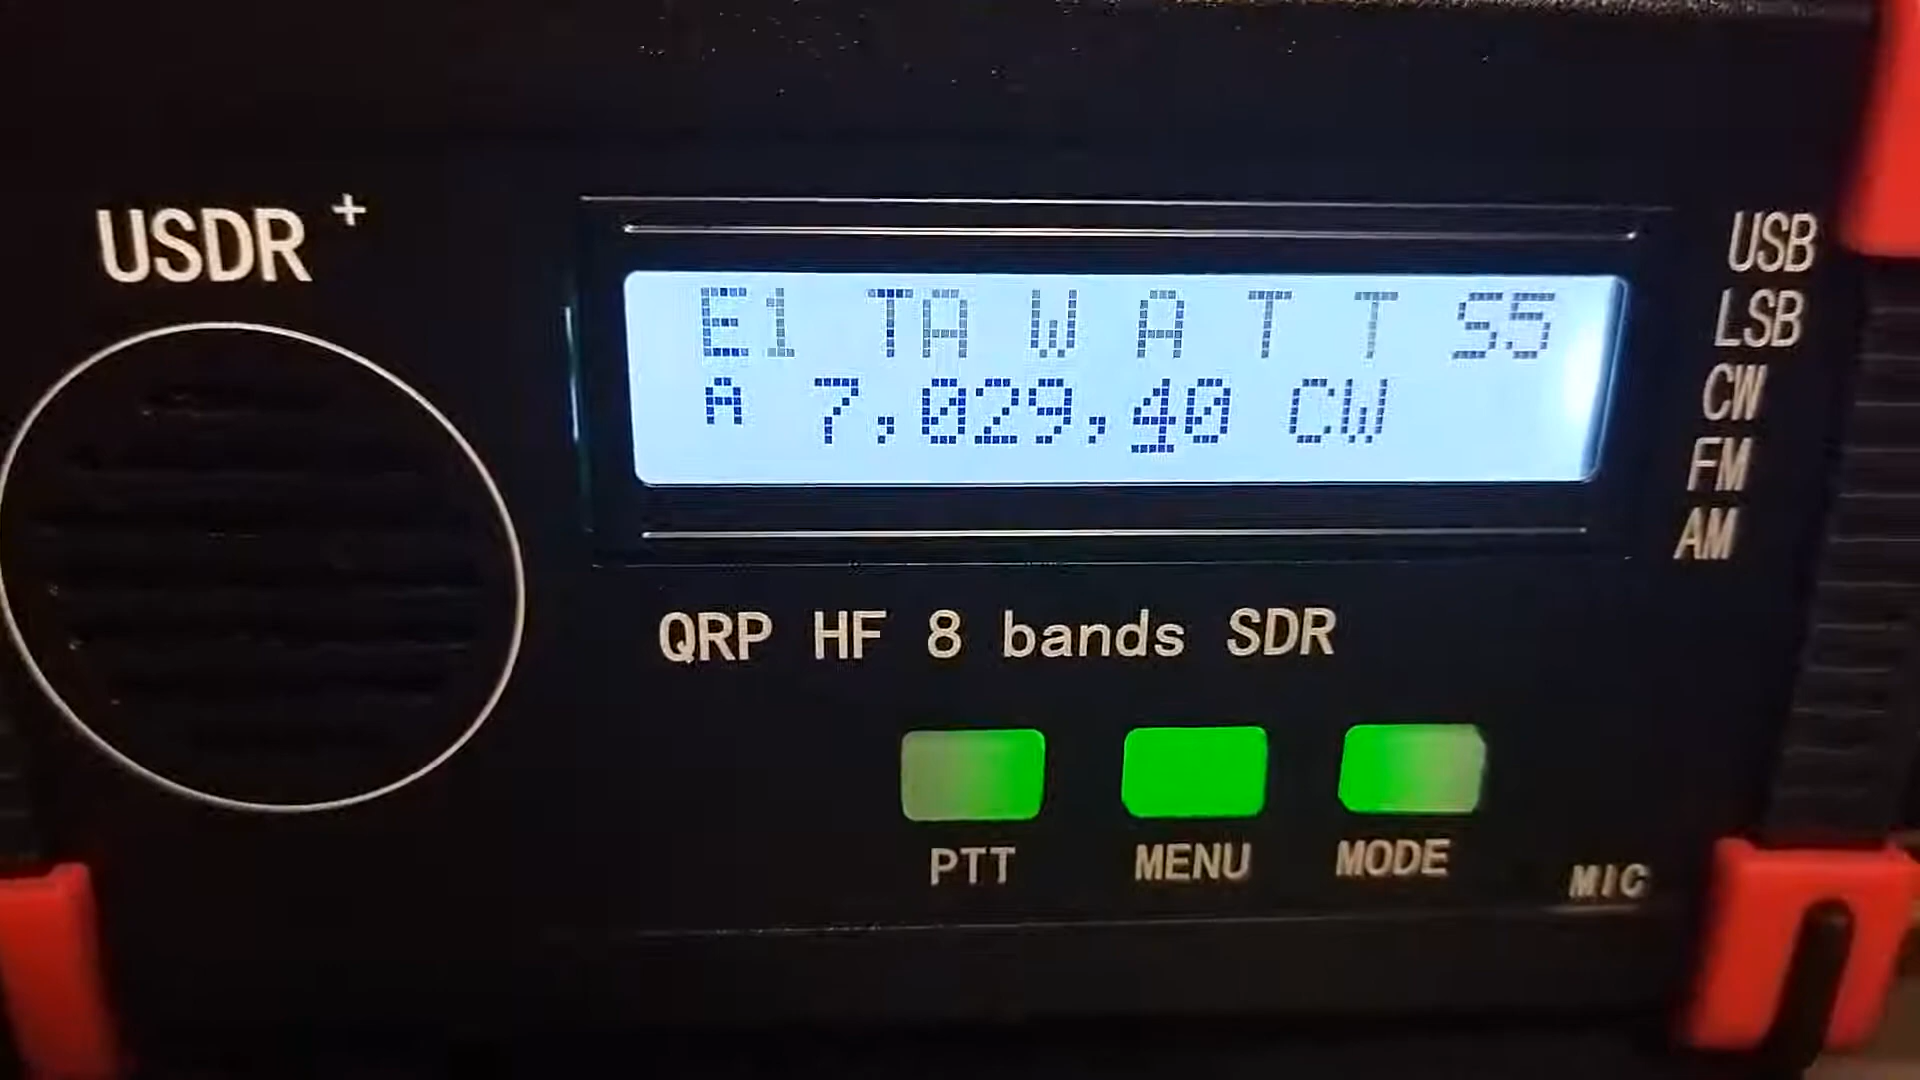 USDR+
E1 TA W A T T S5
A 7,029,40 CW
USB
LSB
CW
FM
AM
QRP HF 8 bands SDR
PTT MENU MODE
MIC